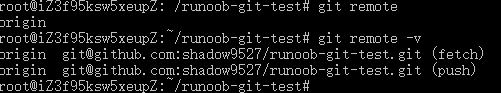 root@iZ3f95ksw5xeupZ:~/runoob-git-test# git remote
origin
root@iZ3f95ksw5xeupZ:~/runoob-git-test# git remote -v
origin  git@github.com:shadow9527/runoob-git-test.git (fetch)
origin  git@github.com:shadow9527/runoob-git-test.git (push)
root@iZ3f95ksw5xeupZ:~/runoob-git-test#